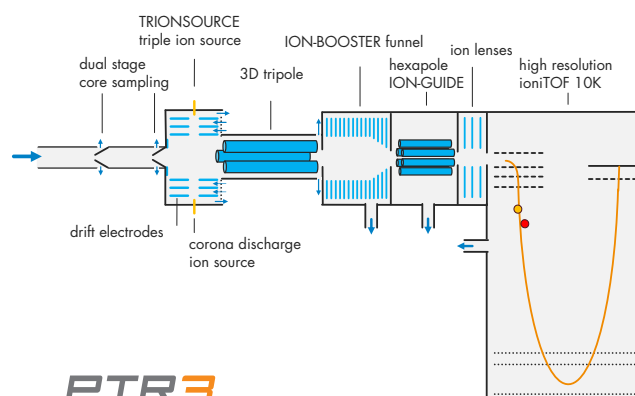 TRIONSOURCE
triple ion source
ION-BOOSTER funnel
ion lenses
dual stage
core sampling
3D tripole
hexapole
ION-GUIDE
high resolution
ioniTOF 10K
drift electrodes
corona discharge
ion source
PTR3